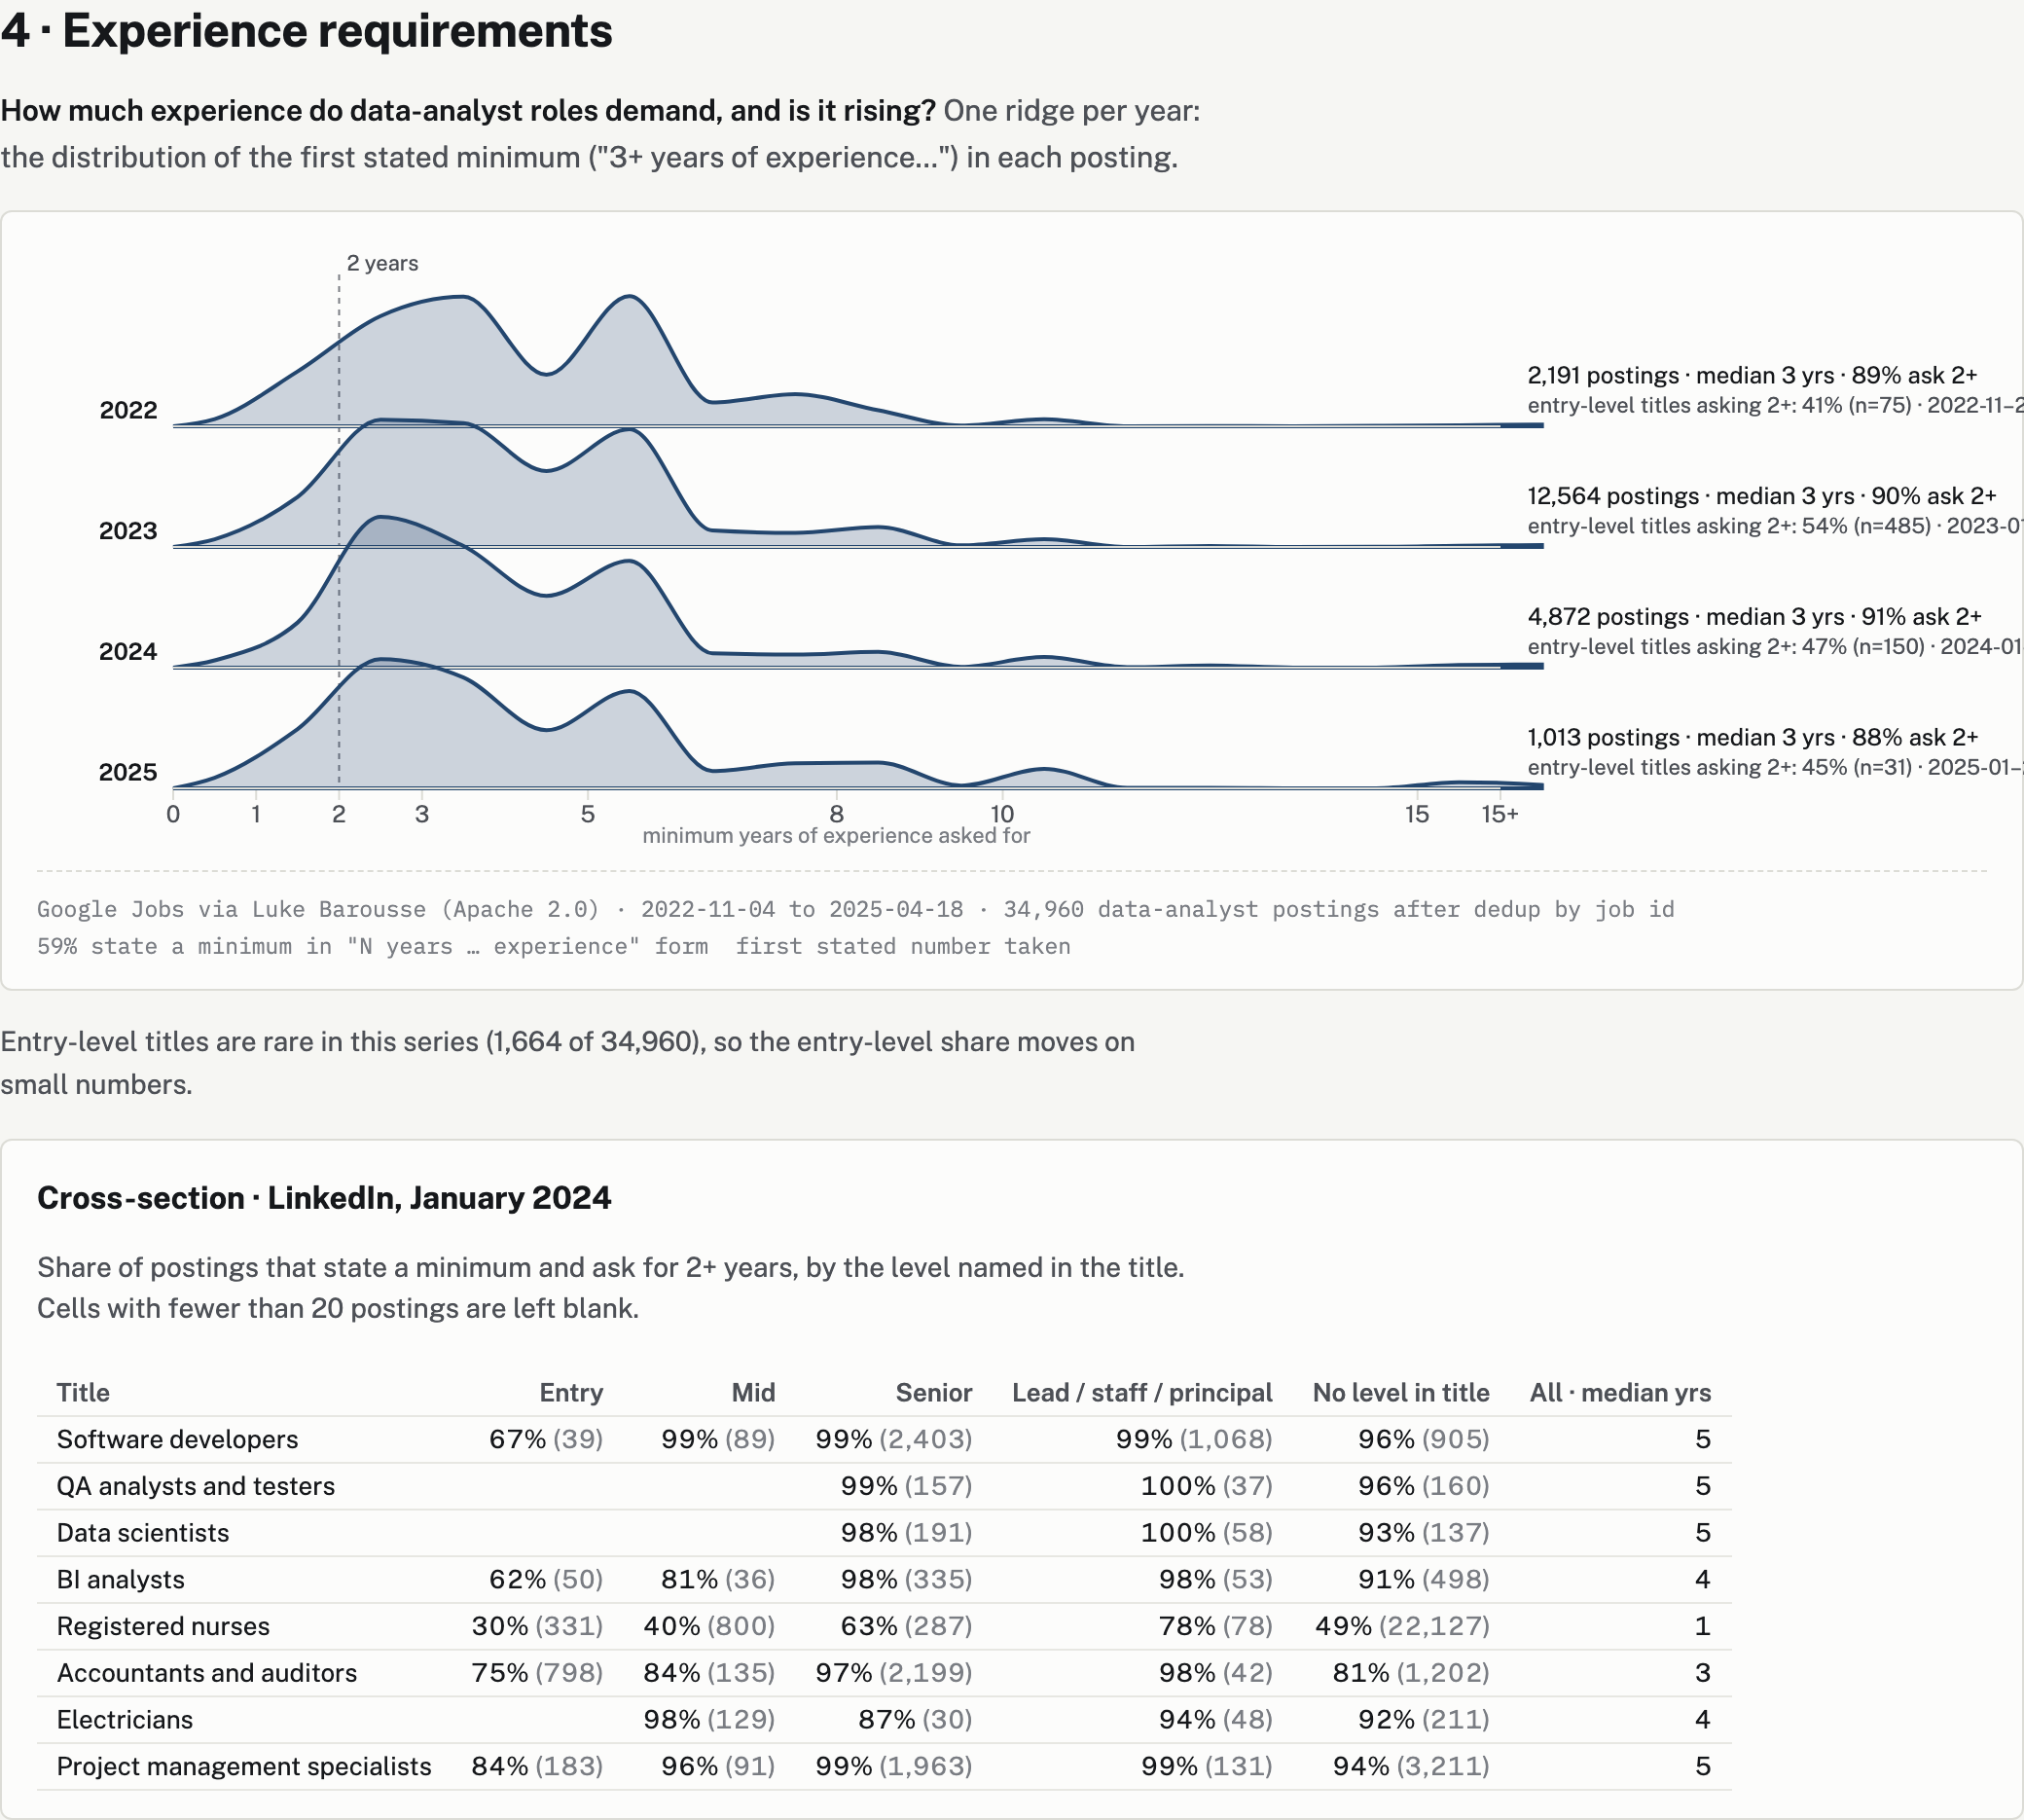 4 · Experience requirements
How much experience do data-analyst roles demand, and is it rising? One ridge per year:
the distribution of the first stated minimum ("3+ years of experience…") in each posting.
2 years
2,191 postings · median 3 yrs · 89% ask 2+
2022
entry-level titles asking 2+: 41% (n=75) · 2022-11–2
12,564 postings · median 3 yrs · 90% ask 2+
2023
entry-level titles asking 2+: 54% (n=485) · 2023-01
4,872 postings · median 3 yrs · 91% ask 2+
2024
entry-level titles asking 2+: 47% (n=150) · 2024-01
1,013 postings · median 3 yrs · 88% ask 2+
2025
entry-level titles asking 2+: 45% (n=31) · 2025-01–
0 1 2 3 5 8 10 15 15+
minimum years of experience asked for
Google Jobs via Luke Barousse (Apache 2.0) · 2022-11-04 to 2025-04-18 · 34,960 data-analyst postings after dedup by job id
59% state a minimum in "N years … experience" form first stated number taken
Entry-level titles are rare in this series (1,664 of 34,960), so the entry-level share moves on
small numbers.
Cross-section · LinkedIn, January 2024
Share of postings that state a minimum and ask for 2+ years, by the level named in the title.
Cells with fewer than 20 postings are left blank.
Title Entry Mid Senior Lead / staff / principal No level in title All · median yrs
Software developers 67% (39) 99% (89) 99% (2,403) 99% (1,068) 96% (905) 5
QA analysts and testers 99% (157) 100% (37) 96% (160) 5
Data scientists 98% (191) 100% (58) 93% (137) 5
BI analysts 62% (50) 81% (36) 98% (335) 98% (53) 91% (498) 4
Registered nurses 30% (331) 40% (800) 63% (287) 78% (78) 49% (22,127) 1
Accountants and auditors 75% (798) 84% (135) 97% (2,199) 98% (42) 81% (1,202) 3
Electricians 98% (129) 87% (30) 94% (48) 92% (211) 4
Project management specialists 84% (183) 96% (91) 99% (1,963) 99% (131) 94% (3,211) 5